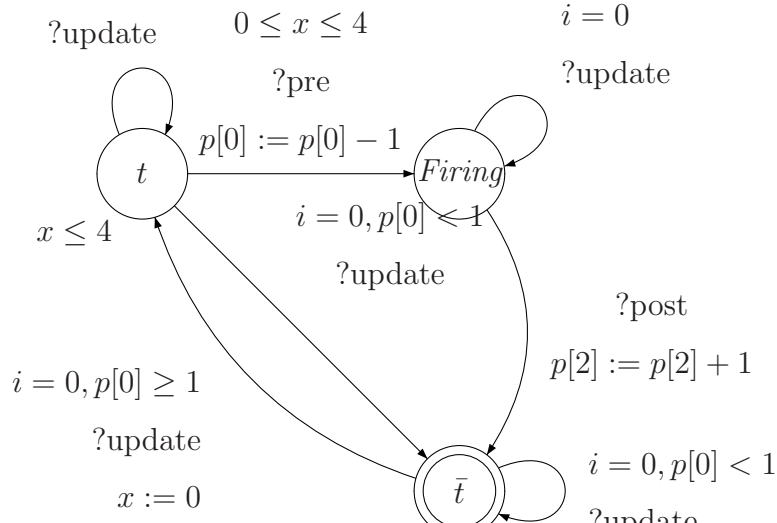 ?update
0 ≤ x ≤ 4
?pre
p[0] := p[0] − 1
i = 0
?update
t
Firing
x ≤ 4
i = 0, p[0] < 1
?update
?post
p[2] := p[2] + 1
i = 0, p[0] ≥ 1
?update
x := 0
t̄
i = 0, p[0] < 1
?update